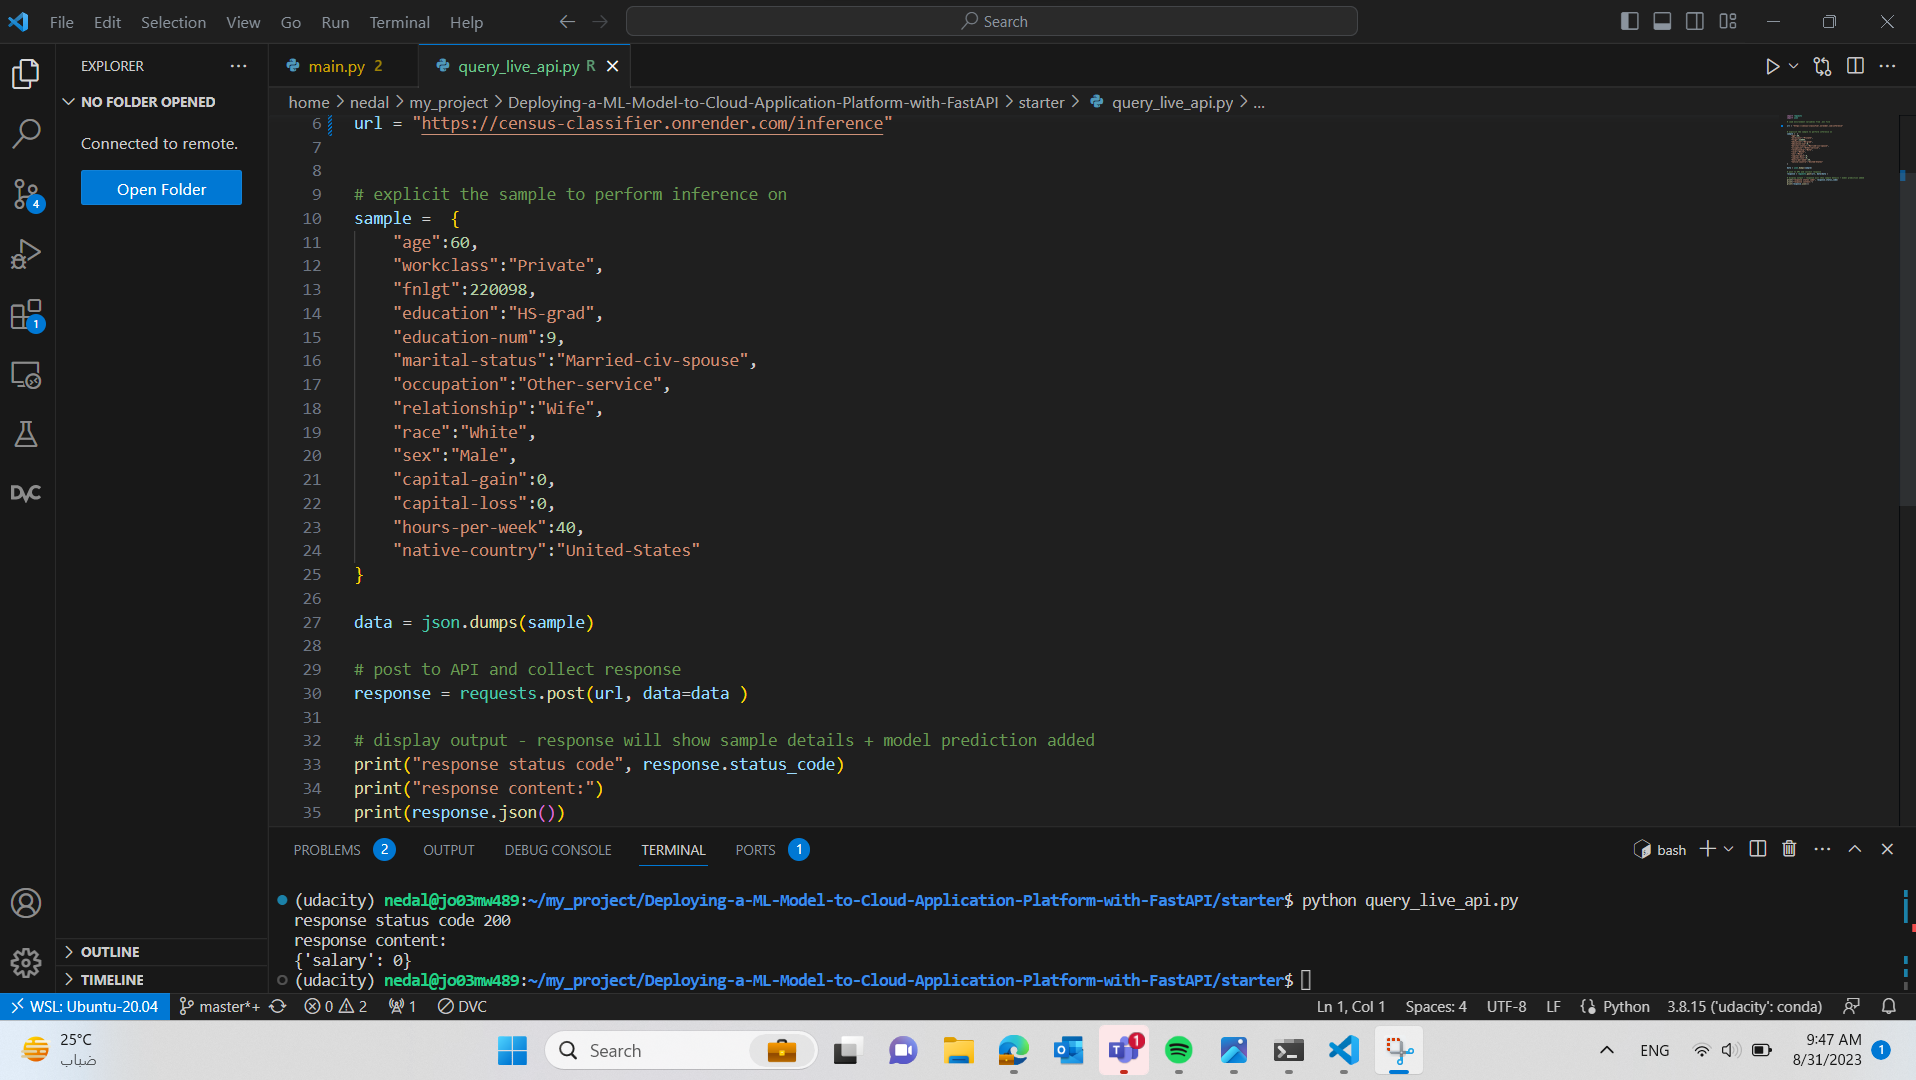 File Edit Selection View Go Run Terminal Help
Search
EXPLORER
NO FOLDER OPENED
Connected to remote.
Open Folder
4
1
DVC
OUTLINE
TIMELINE
main.py 2
query_live_api.py R
home > nedal > my_project > Deploying-a-ML-Model-to-Cloud-Application-Platform-with-FastAPI > starter > query_live_api.py > ...
6 url = "https://census-classifier.onrender.com/inference"
7
8
9 # explicit the sample to perform inference on
10 sample =  {
11     "age":60,
12     "workclass":"Private",
13     "fnlgt":220098,
14     "education":"HS-grad",
15     "education-num":9,
16     "marital-status":"Married-civ-spouse",
17     "occupation":"Other-service",
18     "relationship":"Wife",
19     "race":"White",
20     "sex":"Male",
21     "capital-gain":0,
22     "capital-loss":0,
23     "hours-per-week":40,
24     "native-country":"United-States"
25 }
26
27 data = json.dumps(sample)
28
29 # post to API and collect response
30 response = requests.post(url, data=data )
31
32 # display output - response will show sample details + model prediction added
33 print("response status code", response.status_code)
34 print("response content:")
35 print(response.json())
PROBLEMS 2 OUTPUT DEBUG CONSOLE TERMINAL PORTS 1
bash
(udacity) nedal@jo03mw489:~/my_project/Deploying-a-ML-Model-to-Cloud-Application-Platform-with-FastAPI/starter$ python query_live_api.py
response status code 200
response content:
{'salary': 0}
(udacity) nedal@jo03mw489:~/my_project/Deploying-a-ML-Model-to-Cloud-Application-Platform-with-FastAPI/starter$
WSL: Ubuntu-20.04 master*+ 0 2 1 DVC
Ln 1, Col 1 Spaces: 4 UTF-8 LF Python 3.8.15 ('udacity': conda)
25°C
ضباب
Search
1
ENG
9:47 AM
8/31/2023
1